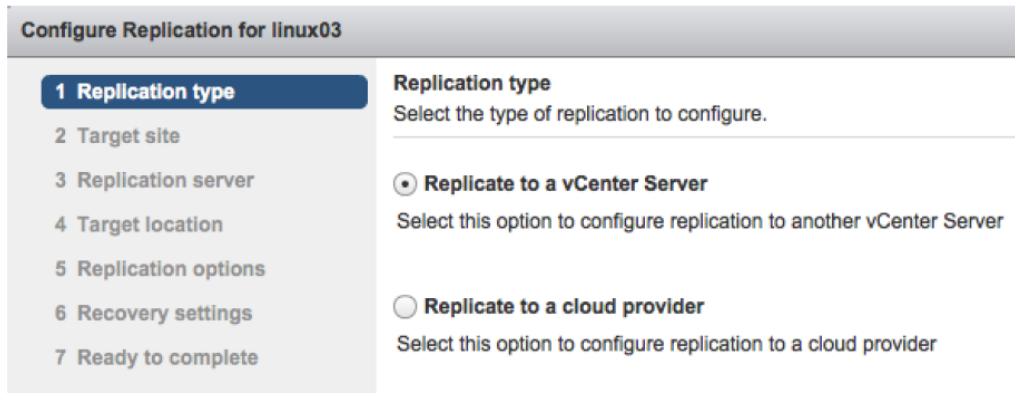 Configure Replication for linux03
1 Replication type
2 Target site
3 Replication server
4 Target location
5 Replication options
6 Recovery settings
7 Ready to complete
Replication type
Select the type of replication to configure.
Replicate to a vCenter Server
Select this option to configure replication to another vCenter Server
Replicate to a cloud provider
Select this option to configure replication to a cloud provider